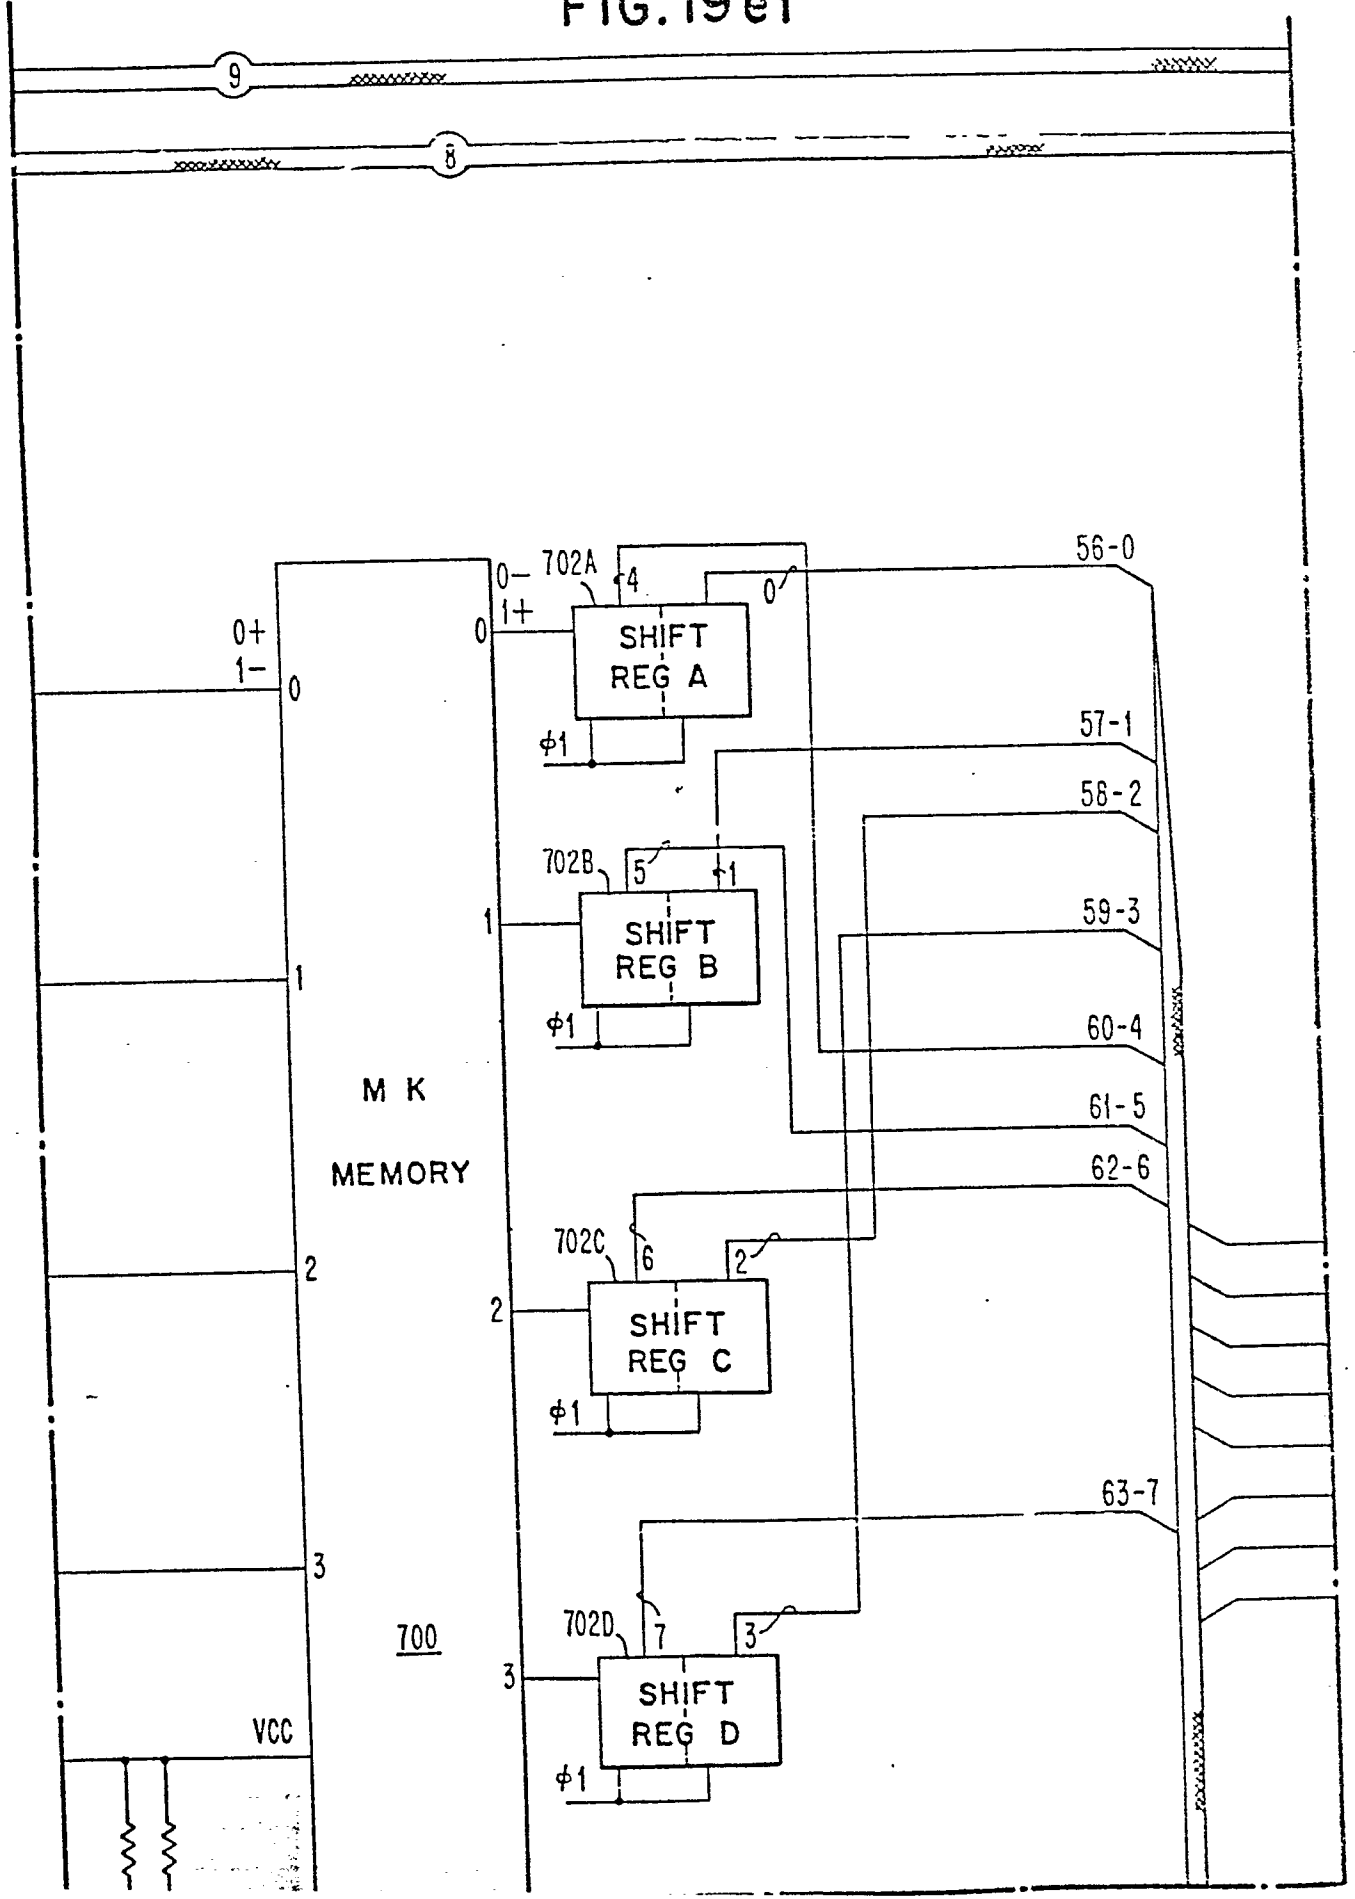 FIG. 19 e1
9
8
56-0
702A
4
0-
0
1+
0+
SHIFT
0
1-
REG A
0
57-1
φ1
58-2
702B
5
1
59-3
1
SHIFT
REG B
1
φ1
60-4
M K
61-5
62-6
MEMORY
702C
6
2
2
2
SHIFT
REG C
φ1
63-7
3
702D
7
3
700
3
SHIFT
REG D
VCC
φ1